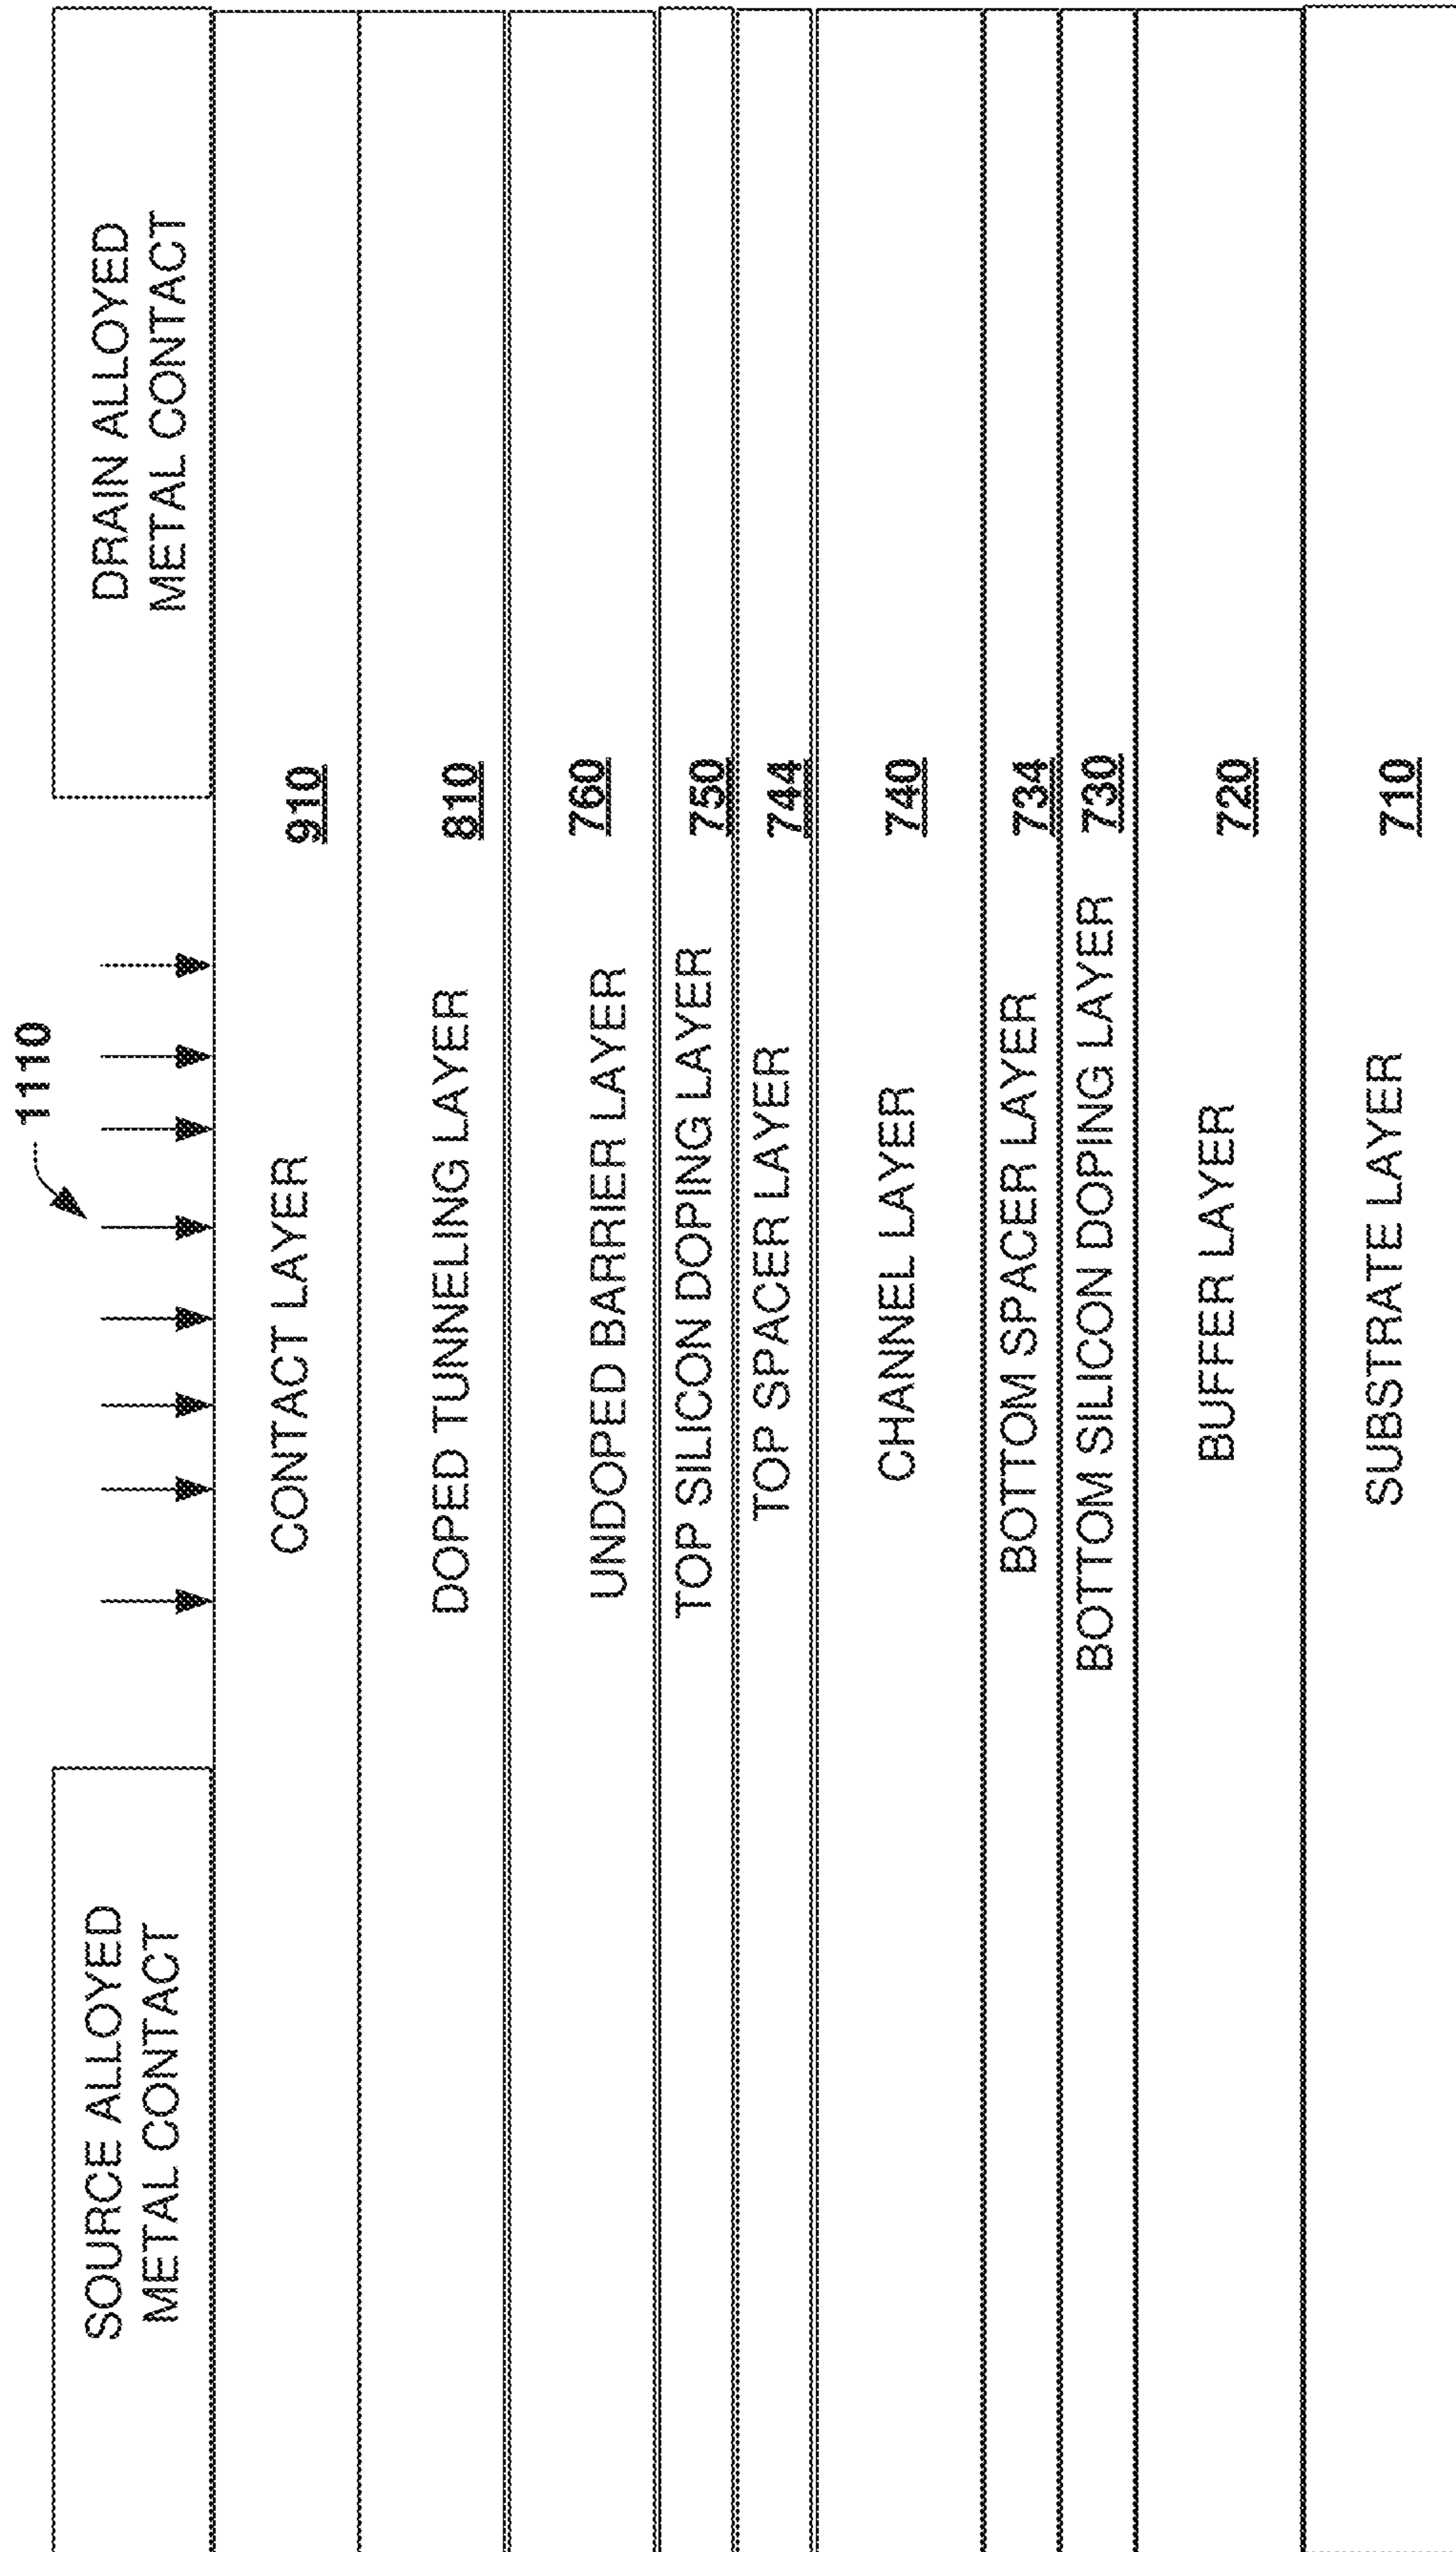 1110
SOURCE ALLOYED
METAL CONTACT
DRAIN ALLOYED
METAL CONTACT
CONTACT LAYER 910
DOPED TUNNELING LAYER 810
UNDOPED BARRIER LAYER 760
TOP SILICON DOPING LAYER 750
TOP SPACER LAYER 744
CHANNEL LAYER 740
BOTTOM SPACER LAYER 734
BOTTOM SILICON DOPING LAYER 730
BUFFER LAYER 720
SUBSTRATE LAYER 710